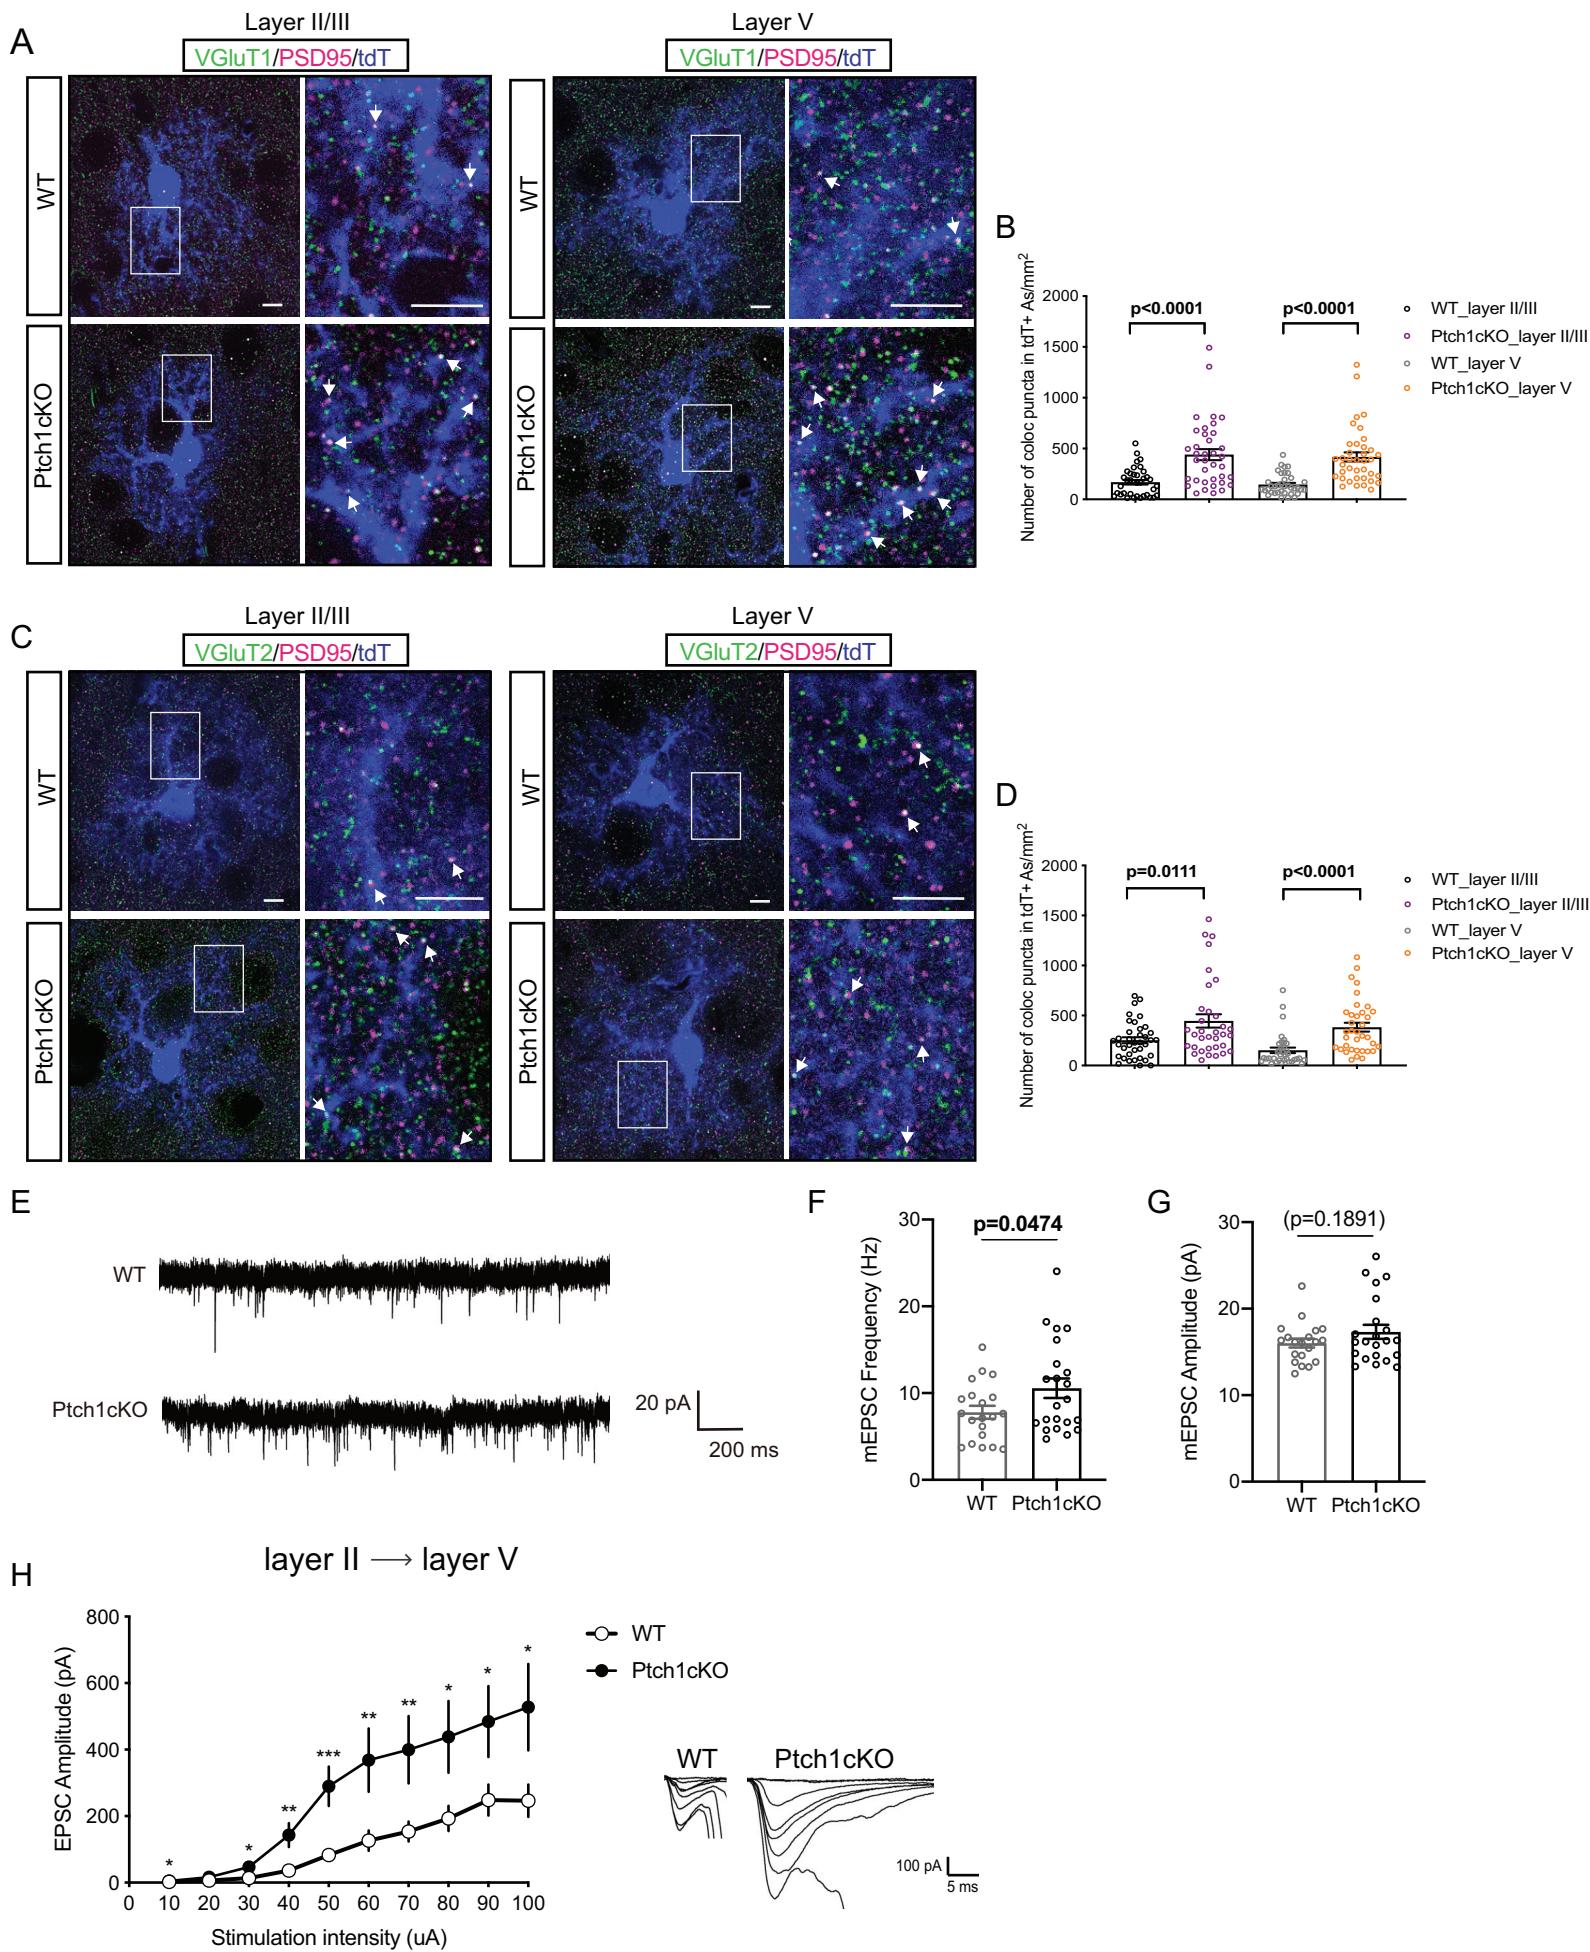 A
Layer II/III
VGluT1/PSD95/tdT
Layer V
VGluT1/PSD95/tdT
WT
WT
Ptch1cKO
Ptch1cKO
B
Number of coloc puncta in tdT+ As/mm2
2000
1500
1000
500
0
p<0.0001
p<0.0001
WT_layer II/III
Ptch1cKO_layer II/III
WT_layer V
Ptch1cKO_layer V
C
Layer II/III
VGluT2/PSD95/tdT
Layer V
VGluT2/PSD95/tdT
WT
WT
Ptch1cKO
Ptch1cKO
D
Number of coloc puncta in tdT+ As/mm2
2000
1500
1000
500
0
p=0.0111
p<0.0001
WT_layer II/III
Ptch1cKO_layer II/III
WT_layer V
Ptch1cKO_layer V
E
WT
Ptch1cKO
20 pA
200 ms
F
mEPSC Frequency (Hz)
30
20
10
0
p=0.0474
WT Ptch1cKO
G
mEPSC Amplitude (pA)
30
20
10
0
(p=0.1891)
WT Ptch1cKO
H
layer II → layer V
EPSC Amplitude (pA)
800
600
400
200
0
* * ** *** ** ** * * *
0 10 20 30 40 50 60 70 80 90 100
Stimulation intensity (uA)
WT
Ptch1cKO
WT Ptch1cKO
100 pA
5 ms